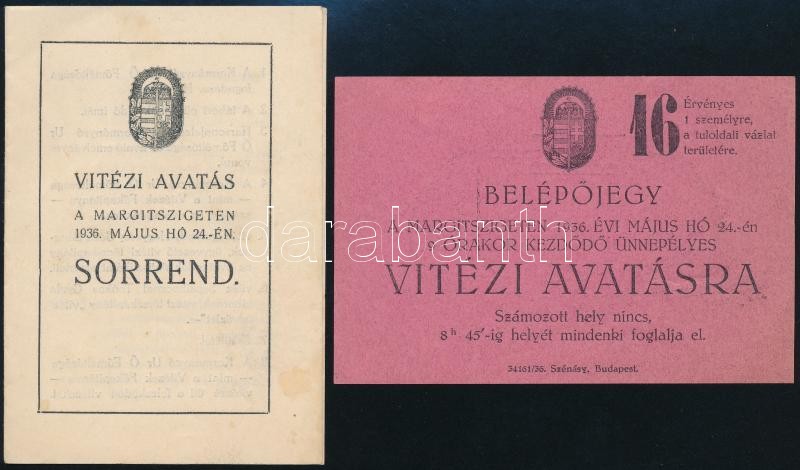 VITÉZI AVATÁS
A MARGITSZIGETEN
1936. MÁJUS HÓ 24.-ÉN.
SORREND.
16
Érvényes
1 személyre,
a tuloldali vázlat
területére.
BELÉPŐJEGY
A MARGITSZIGETEN 1936. ÉVI MÁJUS HÓ 24.-én
9 ÓRAKOR KEZDŐDŐ ÜNNEPÉLYES
VITÉZI AVATÁSRA
Számozott hely nincs,
8h 45'-ig helyét mindenki foglalja el.
34161/36. Szénásy, Budapest.
darabanth